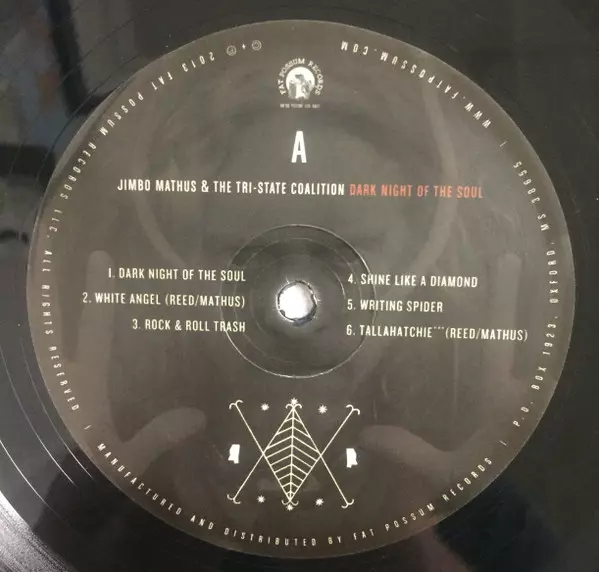 FAT POSSUM RECORDS
A
JIMBO MATHUS & THE TRI-STATE COALITION DARK NIGHT OF THE SOUL
1. DARK NIGHT OF THE SOUL
2. WHITE ANGEL (REED/MATHUS)
3. ROCK & ROLL TRASH
4. SHINE LIKE A DIAMOND
5. WRITING SPIDER
6. TALLAHATCHIE*** (REED/MATHUS)
© + ℗ 2013 FAT POSSUM RECORDS LLC. ALL RIGHTS RESERVED | MANUFACTURED AND DISTRIBUTED BY FAT POSSUM RECORDS | P.O. BOX 1923, OXFORD, MS 38655 | WWW.FATPOSSUM.COM